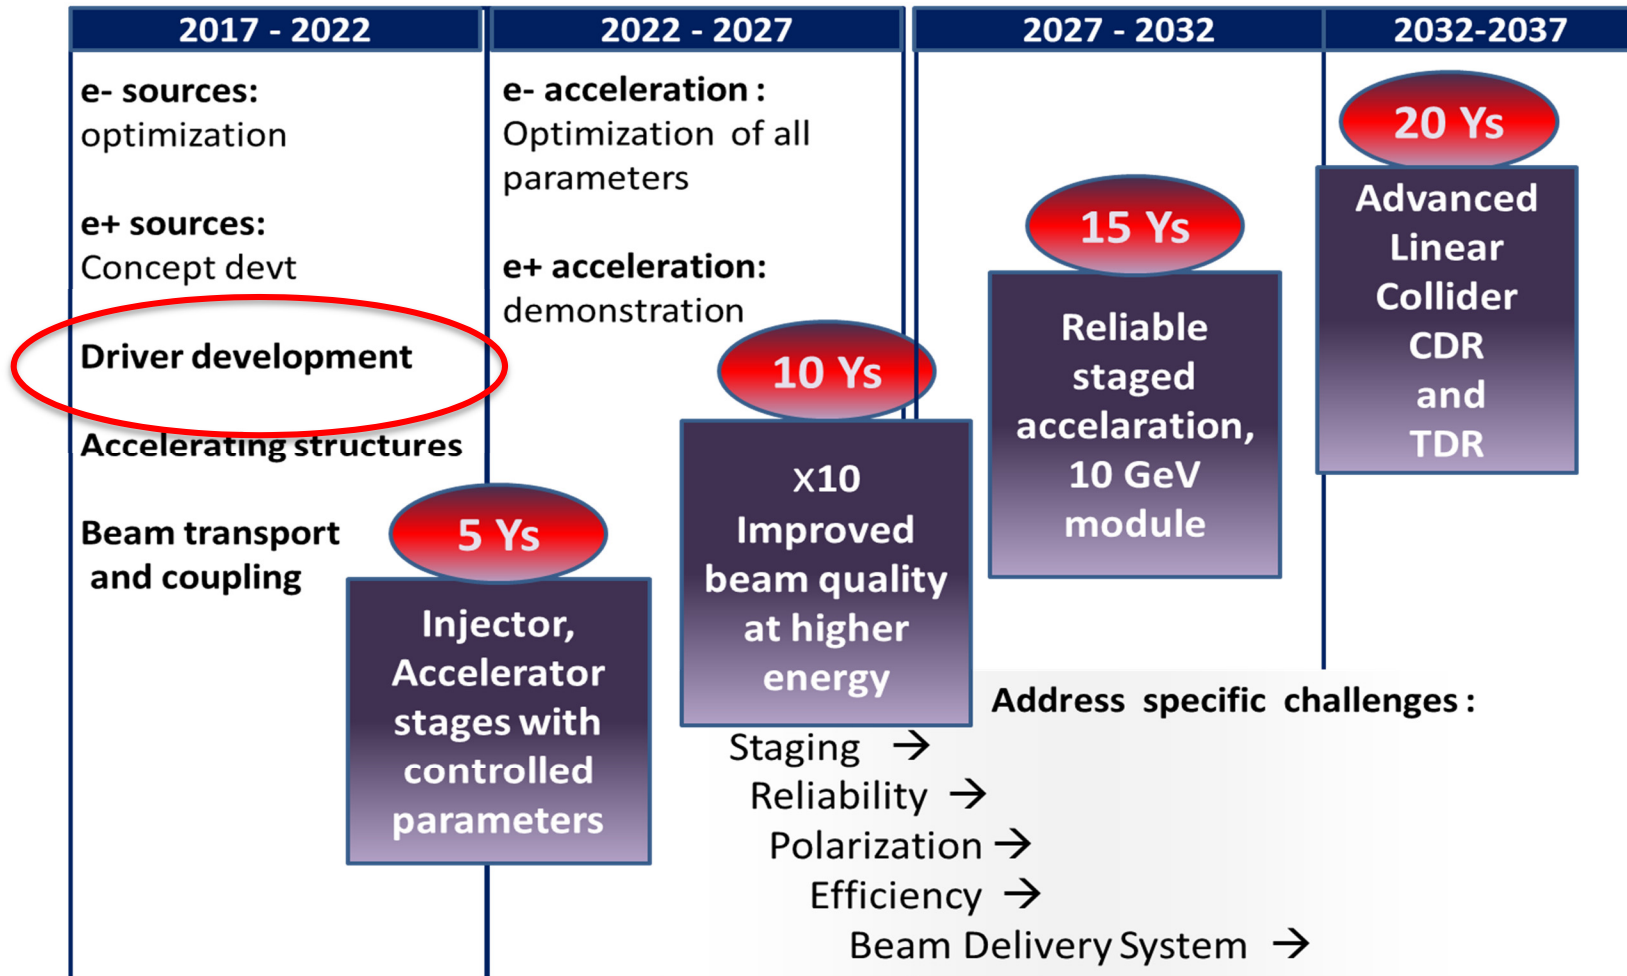 2017 - 2022
2022 - 2027
2027 - 2032
2032-2037
e- sources:
optimization
e+ sources:
Concept devt
Driver development
Accelerating structures
Beam transport
and coupling
5 Ys
Injector,
Accelerator
stages with
controlled
parameters
e- acceleration :
Optimization of all
parameters
e+ acceleration:
demonstration
10 Ys
x10
Improved
beam quality
at higher
energy
15 Ys
Reliable
staged
accelaration,
10 GeV
module
20 Ys
Advanced
Linear
Collider
CDR
and
TDR
Address specific challenges :
Staging →
Reliability →
Polarization →
Efficiency →
Beam Delivery System →